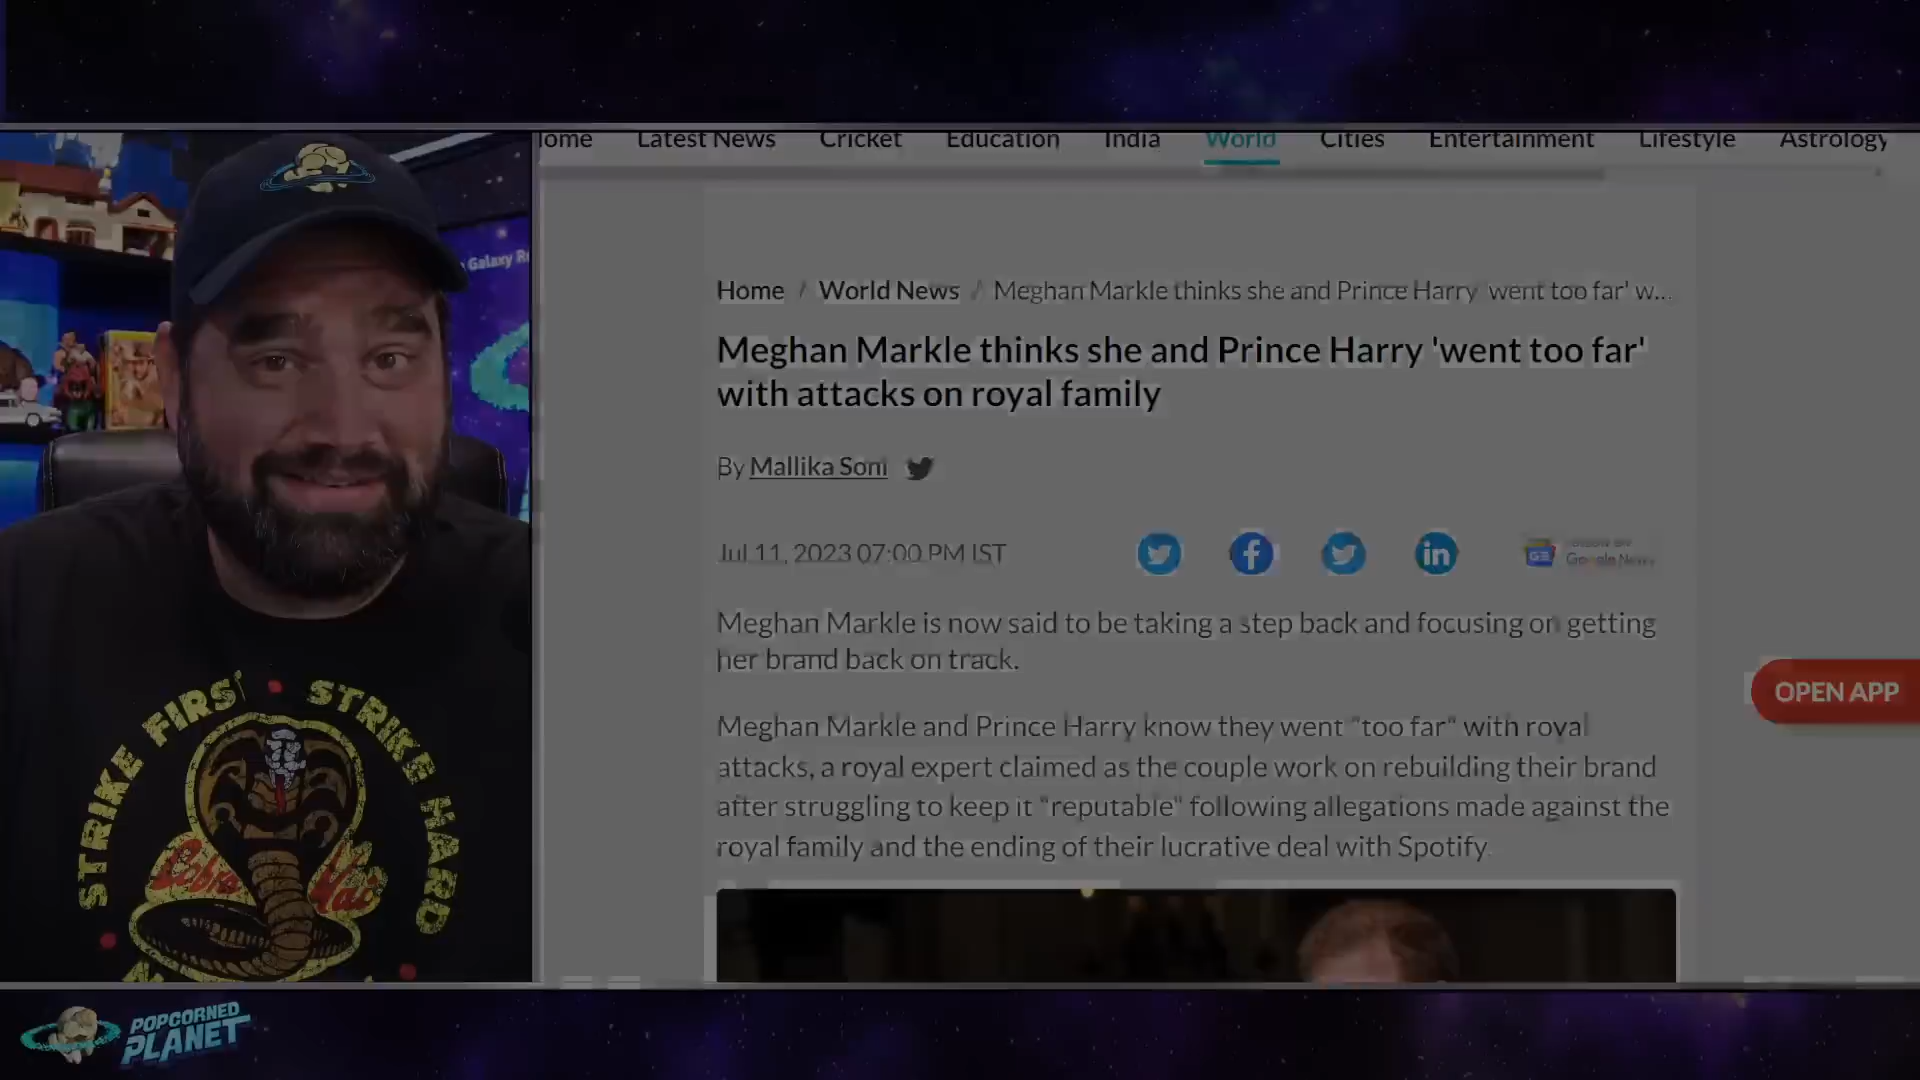 Home Latest News Cricket Education India World Cities Entertainment Lifestyle Astrology
Galaxy
Home / World News / Meghan Markle thinks she and Prince Harry 'went too far' w...
Meghan Markle thinks she and Prince Harry 'went too far'
with attacks on royal family
By Mallika Soni
Jul 11, 2023 07:00 PM IST
Google News
Meghan Markle is now said to be taking a step back and focusing on getting
her brand back on track.
OPEN APP
Meghan Markle and Prince Harry know they went "too far" with royal
attacks, a royal expert claimed as the couple work on rebuilding their brand
after struggling to keep it "reputable" following allegations made against the
royal family and the ending of their lucrative deal with Spotify.
STRIKE FIRST STRIKE HARD
Cobra Kai
POPCORNED
PLANET